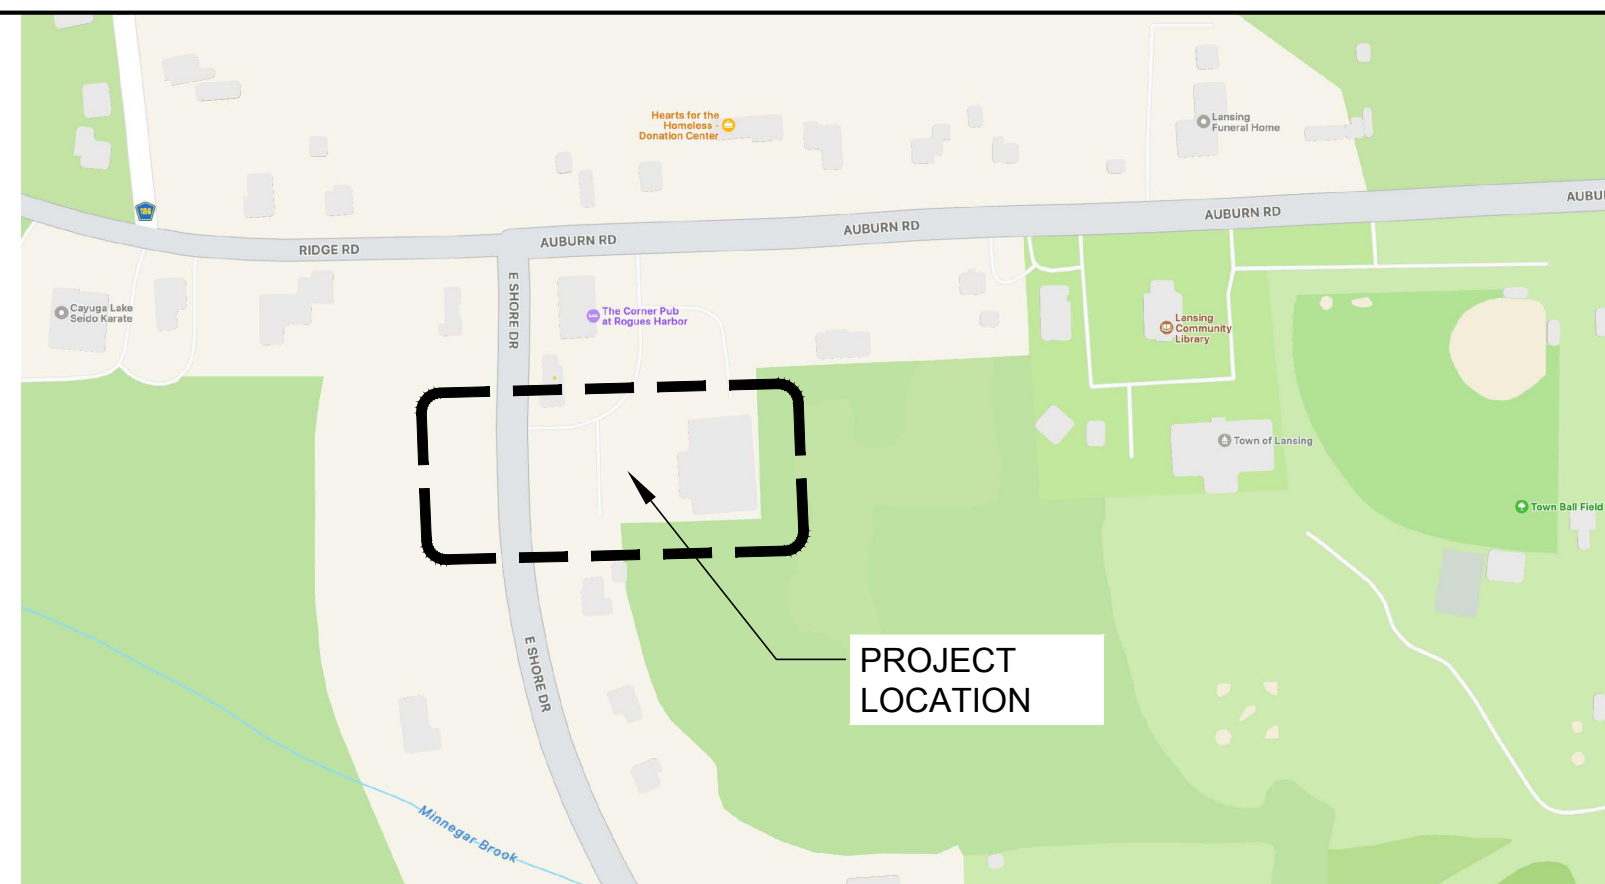 Hearts for the
Homeless -
Donation Center
Lansing
Funeral Home
186
AUBU
AUBURN RD
AUBURN RD
AUBURN RD
RIDGE RD
E SHORE DR
Cayuga Lake
Seido Karate
The Corner Pub
at Rogues Harbor
Lansing
Community
Library
Town of Lansing
Town Ball Field
E SHORE DR
PROJECT
LOCATION
Minnegar Brook